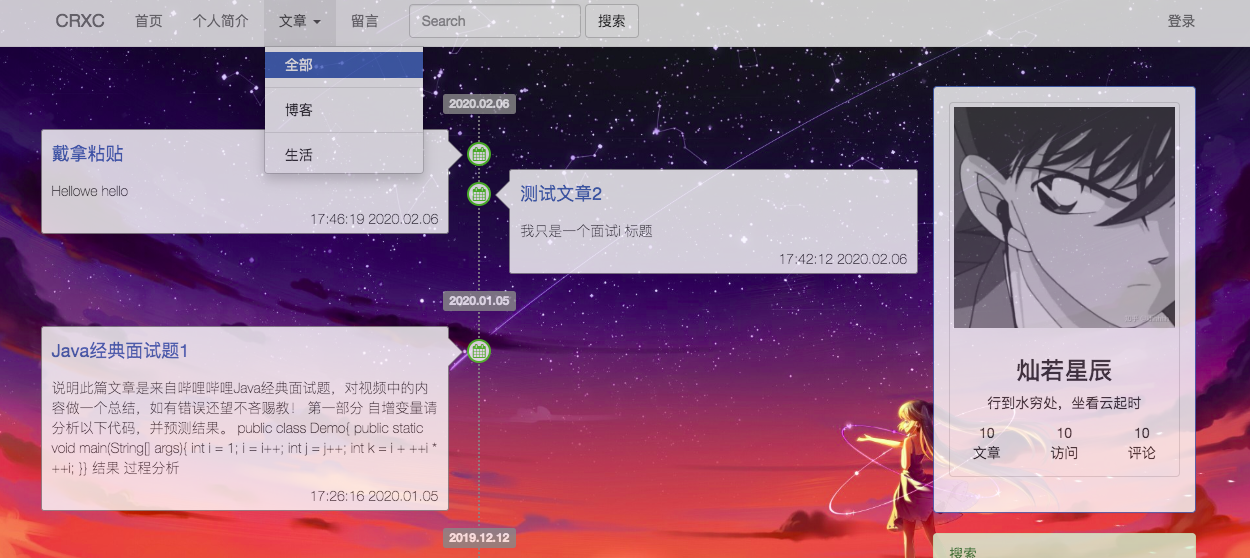 CRXC 首页 个人简介 文章 留言 Search 搜索 登录
全部
博客
生活
2020.02.06
戴拿粘贴
Hellowe hello
17:46:19 2020.02.06
测试文章2
我只是一个面试i 标题
17:42:12 2020.02.06
2020.01.05
Java经典面试题1
说明此篇文章是来自哔哩哔哩Java经典面试题，对视频中的内
容做一个总结，如有错误还望不吝赐教！ 第一部分 自增变量请
分析以下代码，并预测结果。 public class Demo{ public static
void main(String[] args){ int i = 1; i = i++; int j = j++; int k = i + ++i *
++i; }} 结果 过程分析
17:26:16 2020.01.05
2019.12.12
灿若星辰
行到水穷处，坐看云起时
10 10 10
文章 访问 评论
搜索